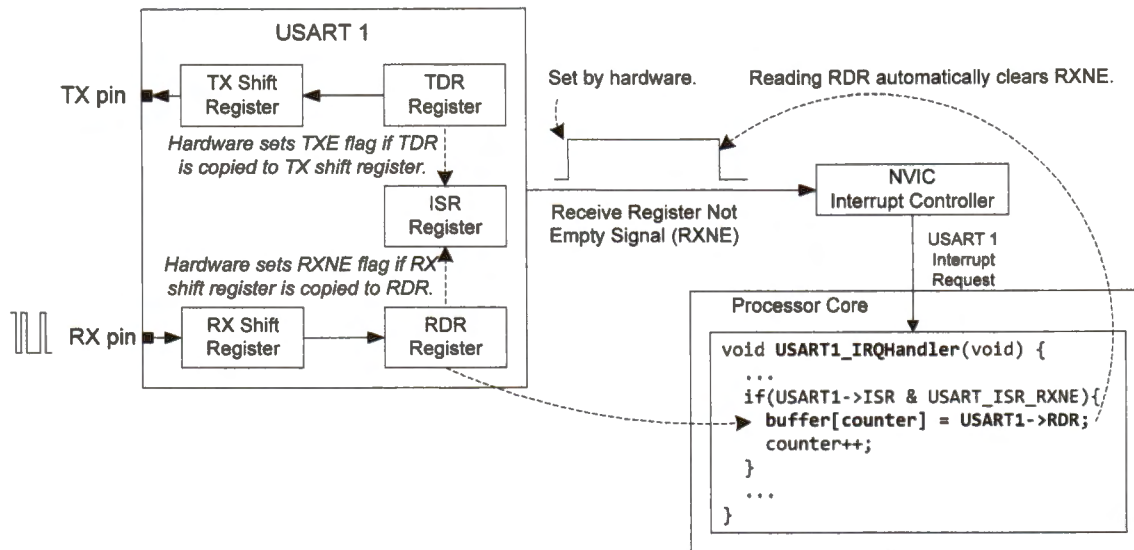 USART 1
TX pin
TX Shift
Register
TDR
Register
Hardware sets TXE flag if TDR
is copied to TX shift register.
ISR
Register
Hardware sets RXNE flag if RX
shift register is copied to RDR.
RX pin
RX Shift
Register
RDR
Register
Set by hardware.
Reading RDR automatically clears RXNE.
Receive Register Not
Empty Signal (RXNE)
NVIC
Interrupt Controller
USART 1
Interrupt
Request
Processor Core
void USART1_IRQHandler(void) {
...
if(USART1->ISR & USART_ISR_RXNE){
buffer[counter] = USART1->RDR;
counter++;
}
...
}